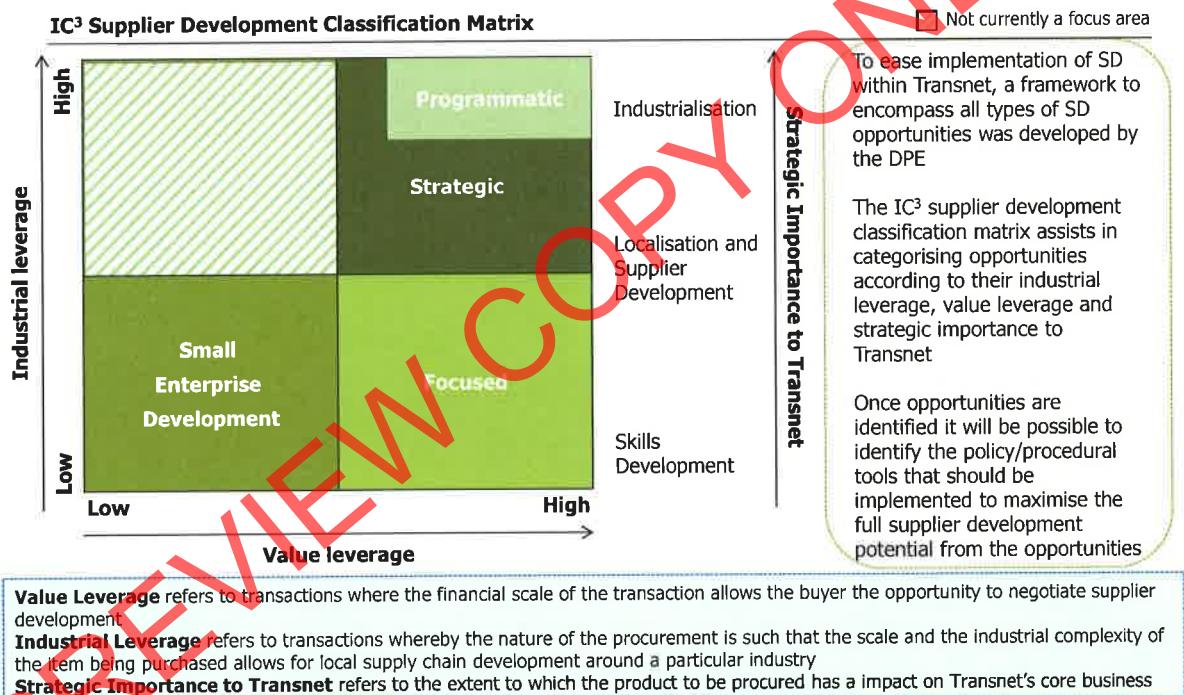 IC³ Supplier Development Classification Matrix
Not currently a focus area
High
Industrial leverage
Low
Programmatic
Strategic
Small
Enterprise
Development
Focused
Low
High
Value leverage
Industrialisation
Localisation and
Supplier
Development
Skills
Development
Strategic Importance to Transnet
To ease implementation of SD
within Transnet, a framework to
encompass all types of SD
opportunities was developed by
the DPE
The IC³ supplier development
classification matrix assists in
categorising opportunities
according to their industrial
leverage, value leverage and
strategic importance to
Transnet
Once opportunities are
identified it will be possible to
identify the policy/procedural
tools that should be
implemented to maximise the
full supplier development
potential from the opportunities
Value Leverage refers to transactions where the financial scale of the transaction allows the buyer the opportunity to negotiate supplier
development
Industrial Leverage refers to transactions whereby the nature of the procurement is such that the scale and the industrial complexity of
the item being purchased allows for local supply chain development around a particular industry
Strategic Importance to Transnet refers to the extent to which the product to be procured has a impact on Transnet's core business
REVIEW COPY ON